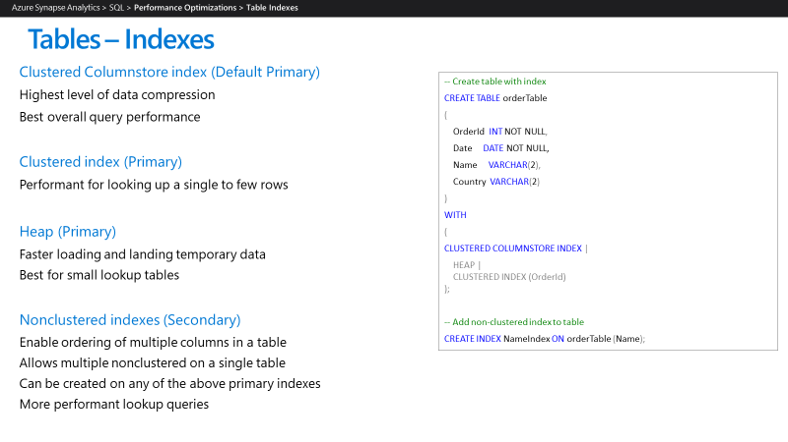 Azure Synapse Analytics > SQL > Performance Optimizations > Table Indexes
Tables – Indexes
Clustered Columnstore index (Default Primary)
Highest level of data compression
Best overall query performance
Clustered index (Primary)
Performant for looking up a single to few rows
Heap (Primary)
Faster loading and landing temporary data
Best for small lookup tables
Nonclustered indexes (Secondary)
Enable ordering of multiple columns in a table
Allows multiple nonclustered on a single table
Can be created on any of the above primary indexes
More performant lookup queries
-- Create table with index
CREATE TABLE orderTable
(
OrderId INT NOT NULL,
Date DATE NOT NULL,
Name VARCHAR(2),
Country VARCHAR(2)
)
WITH
(
CLUSTERED COLUMNSTORE INDEX |
HEAP |
CLUSTERED INDEX (OrderId)
);
-- Add non-clustered index to table
CREATE INDEX NameIndex ON orderTable (Name);